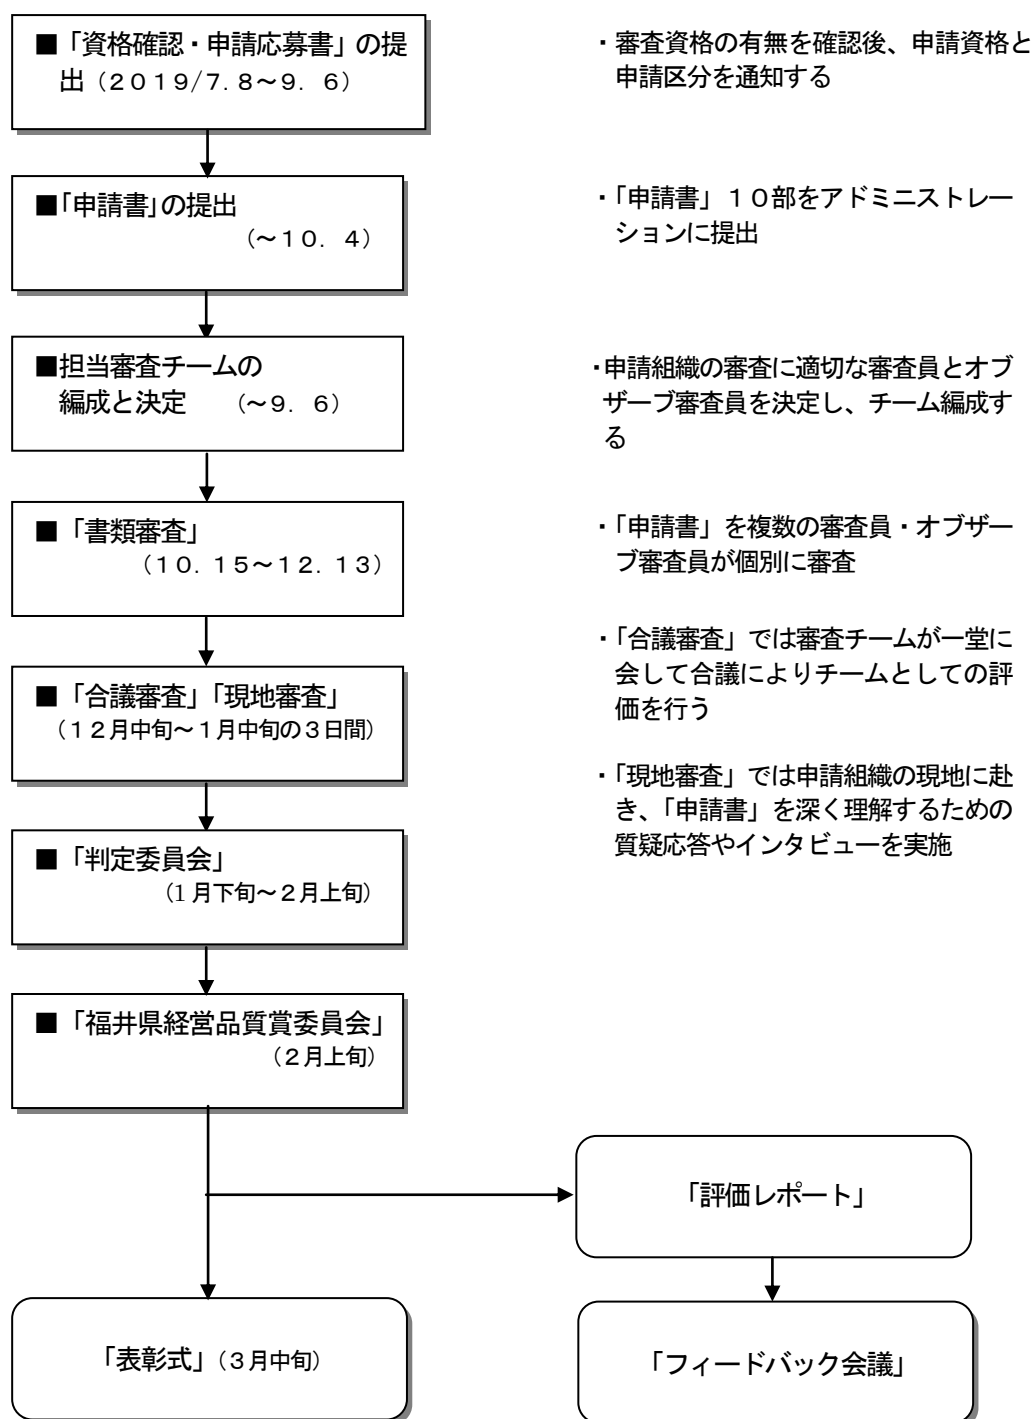 ■「資格確認・申請応募書」の提
出（２０１９/７.８～９．６）
・審査資格の有無を確認後、申請資格と
申請区分を通知する
■「申請書」の提出
（～１０．４）
・「申請書」１０部をアドミニストレー
ションに提出
■担当審査チームの
編成と決定　（～９．６）
・申請組織の審査に適切な審査員とオブ
ザーブ審査員を決定し、チーム編成す
る
■「書類審査」
（１０．１５～１２．１３）
・「申請書」を複数の審査員・オブザー
ブ審査員が個別に審査
■「合議審査」「現地審査」
（１２月中旬～１月中旬の３日間）
・「合議審査」では審査チームが一堂に
会して合議によりチームとしての評
価を行う
・「現地審査」では申請組織の現地に赴
き、「申請書」を深く理解するための
質疑応答やインタビューを実施
■「判定委員会」
（1 月下旬～２月上旬）
■「福井県経営品質賞委員会」
（２月上旬）
「評価レポート」
「表彰式」（３月中旬）
「フィードバック会議」